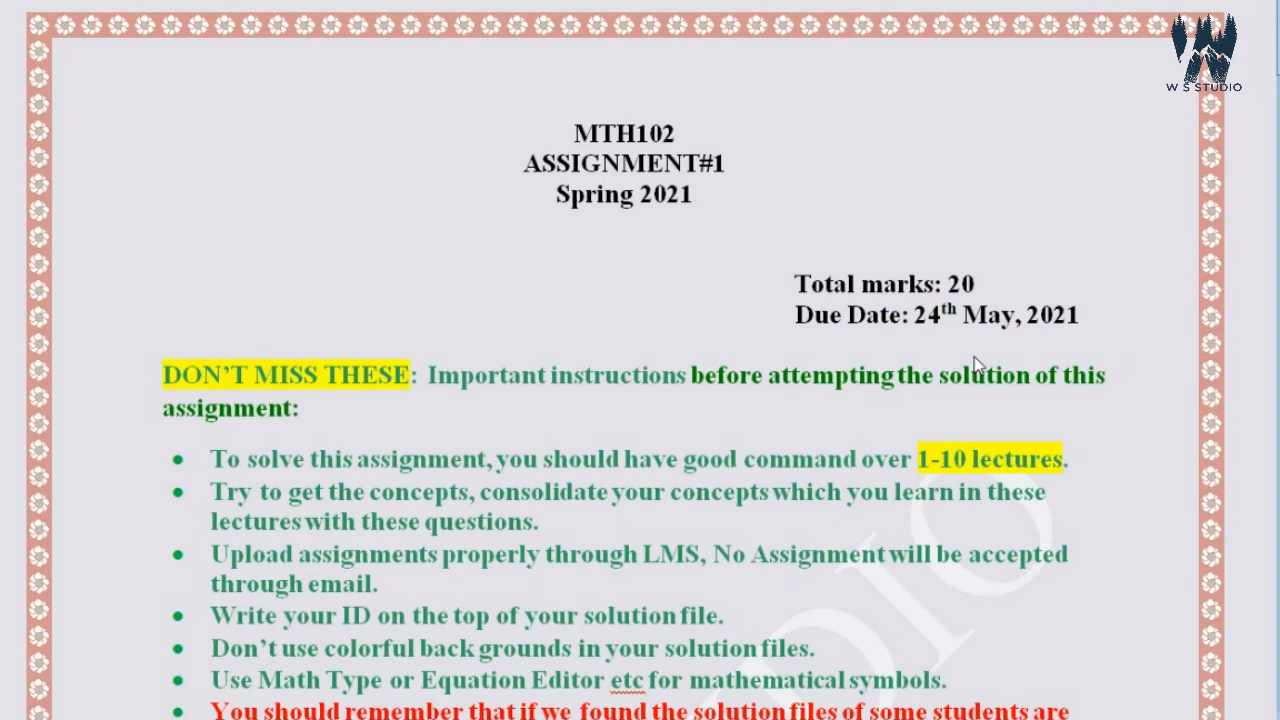 W S STUDIO
MTH102
ASSIGNMENT#1
Spring 2021
Total marks: 20
Due Date: 24th May, 2021
DON'T MISS THESE: Important instructions before attempting the solution of this
assignment:
• To solve this assignment, you should have good command over 1-10 lectures.
• Try to get the concepts, consolidate your concepts which you learn in these
lectures with these questions.
• Upload assignments properly through LMS, No Assignment will be accepted
through email.
• Write your ID on the top of your solution file.
• Don't use colorful back grounds in your solution files.
• Use Math Type or Equation Editor etc for mathematical symbols.
• You should remember that if we found the solution files of some students are